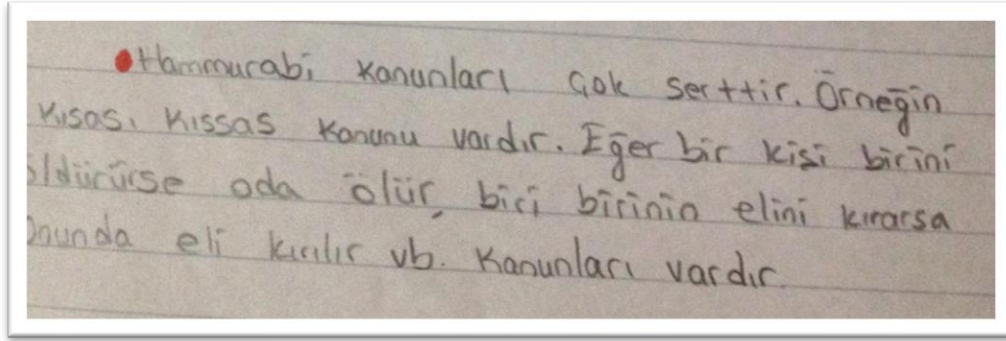 Hammurabi Kanunları Çok serttir. Örneğin
Kısas, Kıssas Kanunu vardır. Eğer bir kişi birini
öldürürse oda ölür, biri birinin elini kırarsa
Onunda eli kırılır vb. Kanunları vardır.